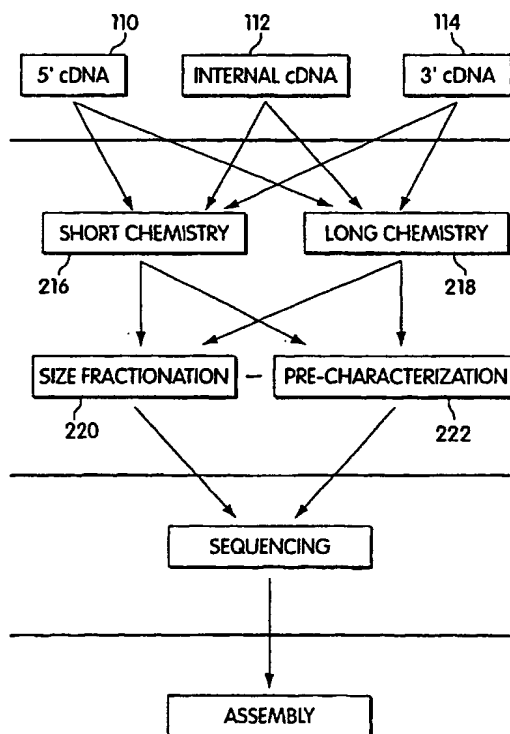 110 112 114
5' cDNA INTERNAL cDNA 3' cDNA
SHORT CHEMISTRY LONG CHEMISTRY
216 218
SIZE FRACTIONATION – PRE-CHARACTERIZATION
220 222
SEQUENCING
ASSEMBLY